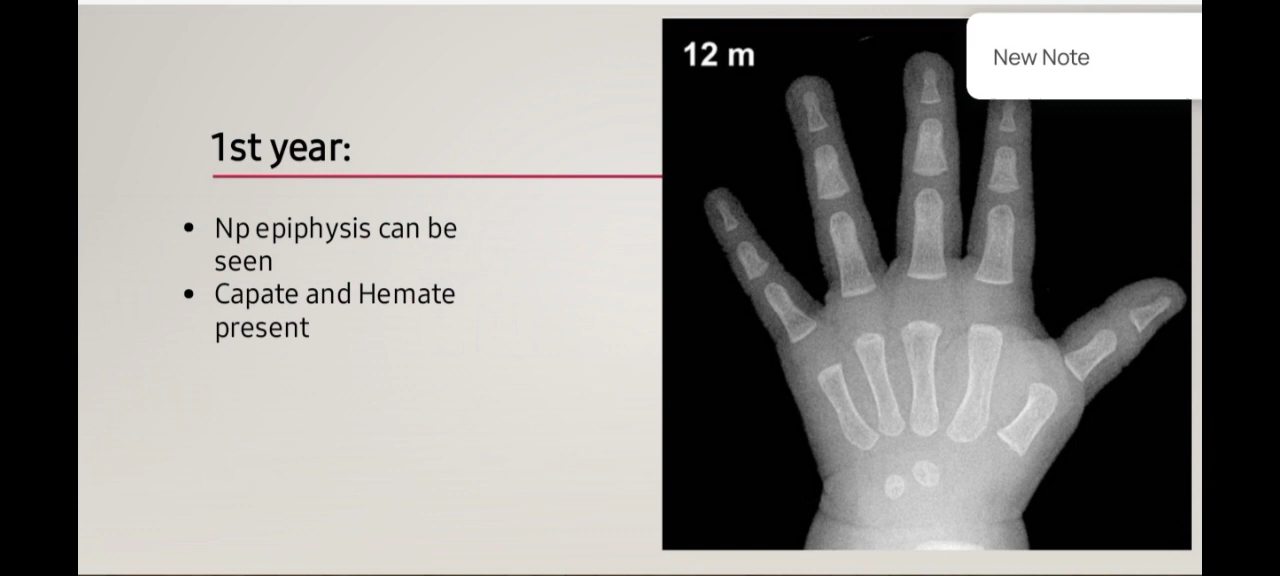 12 m
New Note
1st year:
• Np epiphysis can be
seen
• Capate and Hemate
present